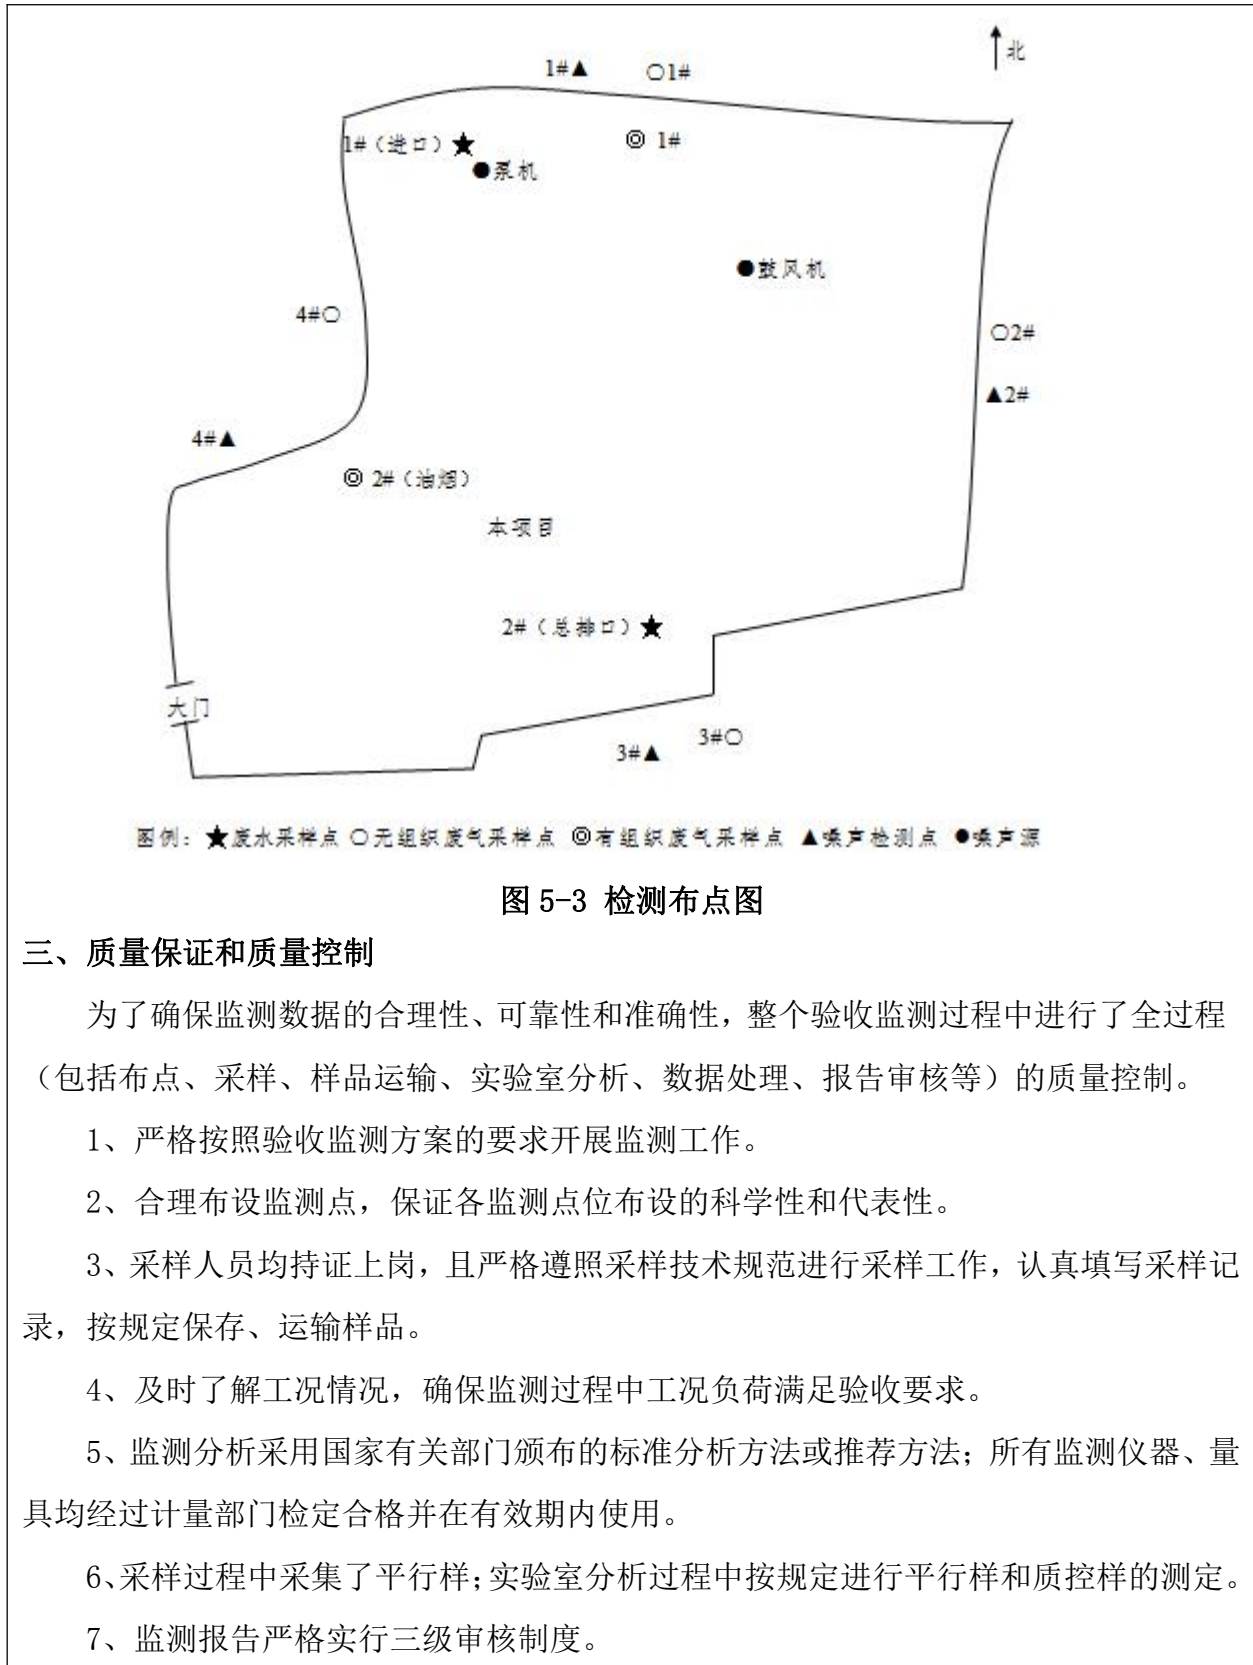 北
1#▲ ○1#
1#（进口）★ ◎ 1#
●泵机
●鼓风机
4#○
○2#
▲2#
4#▲
◎ 2#（油烟）
本项目
2#（总排口）★
大门
3#▲ 3#○
图例：★废水采样点 ○无组织废气采样点 ◎有组织废气采样点 ▲噪声检测点 ●噪声源
图 5-3 检测布点图
三、质量保证和质量控制
为了确保监测数据的合理性、可靠性和准确性，整个验收监测过程中进行了全过程
（包括布点、采样、样品运输、实验室分析、数据处理、报告审核等）的质量控制。
1、严格按照验收监测方案的要求开展监测工作。
2、合理布设监测点，保证各监测点位布设的科学性和代表性。
3、采样人员均持证上岗，且严格遵照采样技术规范进行采样工作，认真填写采样记
录，按规定保存、运输样品。
4、及时了解工况情况，确保监测过程中工况负荷满足验收要求。
5、监测分析采用国家有关部门颁布的标准分析方法或推荐方法；所有监测仪器、量
具均经过计量部门检定合格并在有效期内使用。
6、采样过程中采集了平行样；实验室分析过程中按规定进行平行样和质控样的测定。
7、监测报告严格实行三级审核制度。